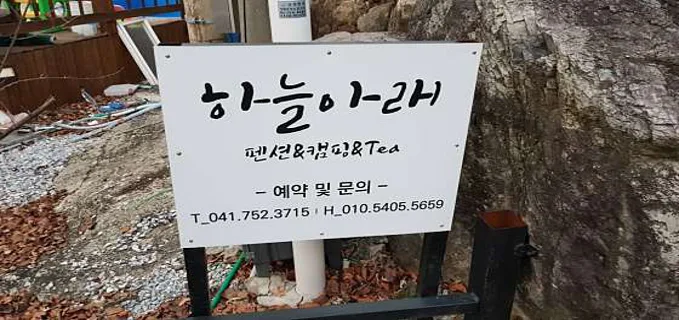 하늘아래
펜션&캠핑&Tea
- 예약 및 문의 -
T_041.752.3715 | H_010.5405.5659